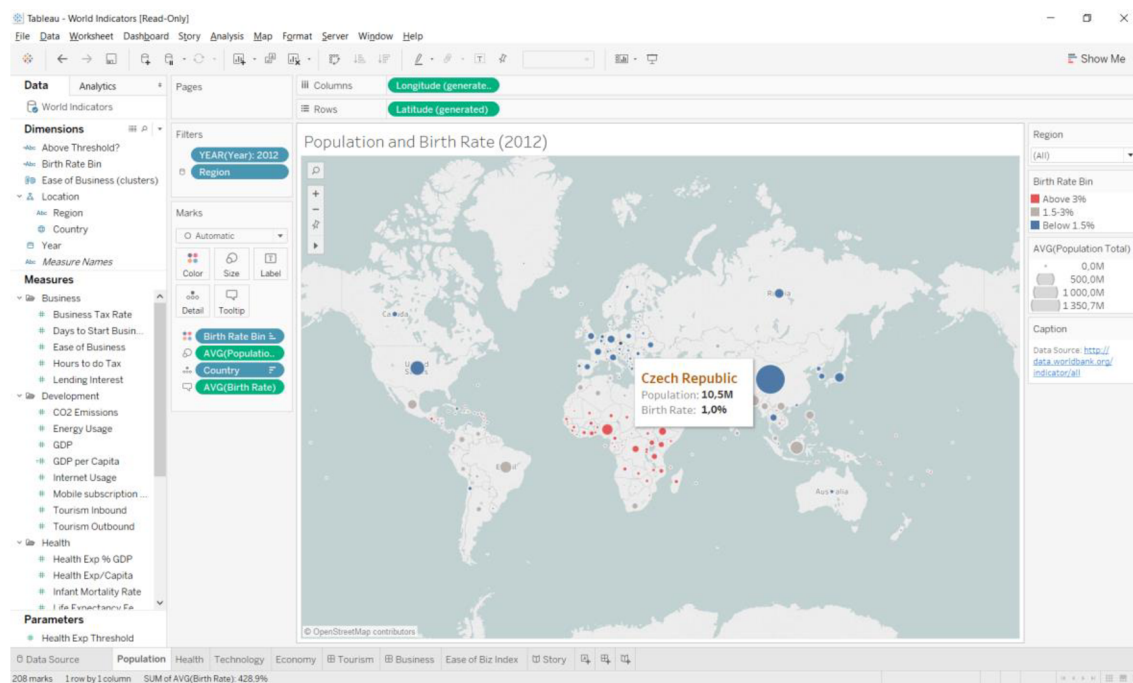 Tableau - World Indicators [Read-Only]
File Data Worksheet Dashboard Story Analysis Map Format Server Window Help
Show Me
Data Analytics
World Indicators
Dimensions
Above Threshold?
Birth Rate Bin
Ease of Business (clusters)
Location
Abc Region
Country
Year
Abc Measure Names
Measures
Business
Business Tax Rate
Days to Start Busin...
Ease of Business
Hours to do Tax
Lending Interest
Development
CO2 Emissions
Energy Usage
GDP
GDP per Capita
Internet Usage
Mobile subscription ...
Tourism Inbound
Tourism Outbound
Health
Health Exp % GDP
Health Exp/Capita
Infant Mortality Rate
Life Expectancy Fe
Parameters
Health Exp Threshold
Pages
Filters
YEAR(Year): 2012
Region
Marks
Automatic
Color Size Label
Detail Tooltip
Birth Rate Bin
AVG(Populatio..
Country
AVG(Birth Rate)
Columns Longitude (generate..
Rows Latitude (generated)
Population and Birth Rate (2012)
Czech Republic
Population: 10,5M
Birth Rate: 1,0%
© OpenStreetMap contributors
Region
(All)
Birth Rate Bin
Above 3%
1.5-3%
Below 1.5%
AVG(Population Total)
0,0M
500,0M
1 000,0M
1 350,7M
Caption
Data Source: http://
data.worldbank.org/
indicator/all
Data Source Population Health Technology Economy Tourism Business Ease of Biz Index Story
208 marks 1 row by 1 column SUM of AVG(Birth Rate): 428.9%